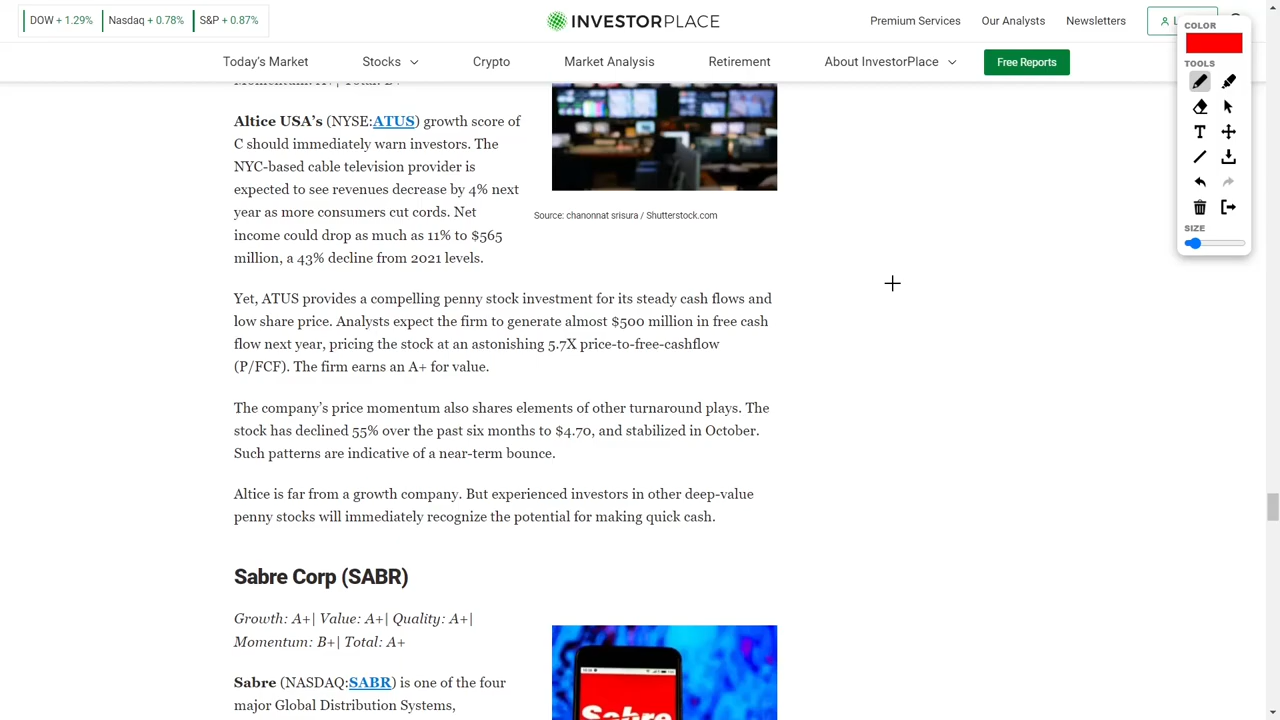 DOW + 1.29% Nasdaq + 0.78% S&P + 0.87%
INVESTORPLACE
Premium Services Our Analysts Newsletters
Today's Market Stocks Crypto Market Analysis Retirement About InvestorPlace Free Reports
COLOR
TOOLS
T
SIZE
Momentum: A+| Total: B+
Altice USA's (NYSE:ATUS) growth score of
C should immediately warn investors. The
NYC-based cable television provider is
expected to see revenues decrease by 4% next
year as more consumers cut cords. Net
income could drop as much as 11% to $565
million, a 43% decline from 2021 levels.
Source: chanonnat srisura / Shutterstock.com
Yet, ATUS provides a compelling penny stock investment for its steady cash flows and
low share price. Analysts expect the firm to generate almost $500 million in free cash
flow next year, pricing the stock at an astonishing 5.7X price-to-free-cashflow
(P/FCF). The firm earns an A+ for value.
The company's price momentum also shares elements of other turnaround plays. The
stock has declined 55% over the past six months to $4.70, and stabilized in October.
Such patterns are indicative of a near-term bounce.
Altice is far from a growth company. But experienced investors in other deep-value
penny stocks will immediately recognize the potential for making quick cash.
Sabre Corp (SABR)
Growth: A+| Value: A+| Quality: A+|
Momentum: B+| Total: A+
Sabre (NASDAQ:SABR) is one of the four
major Global Distribution Systems,
Sabre